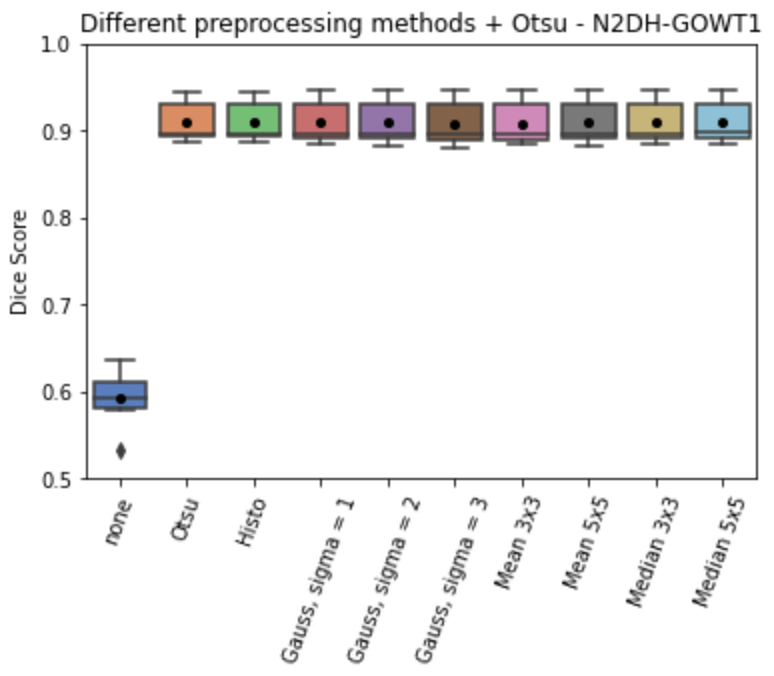 Different preprocessing methods + Otsu - N2DH-GOWT1
1.0
0.9
0.8
0.7
0.6
0.5
Dice Score
none
Otsu
Histo
Gauss, sigma = 1
Gauss, sigma = 2
Gauss, sigma = 3
Mean 3x3
Mean 5x5
Median 3x3
Median 5x5